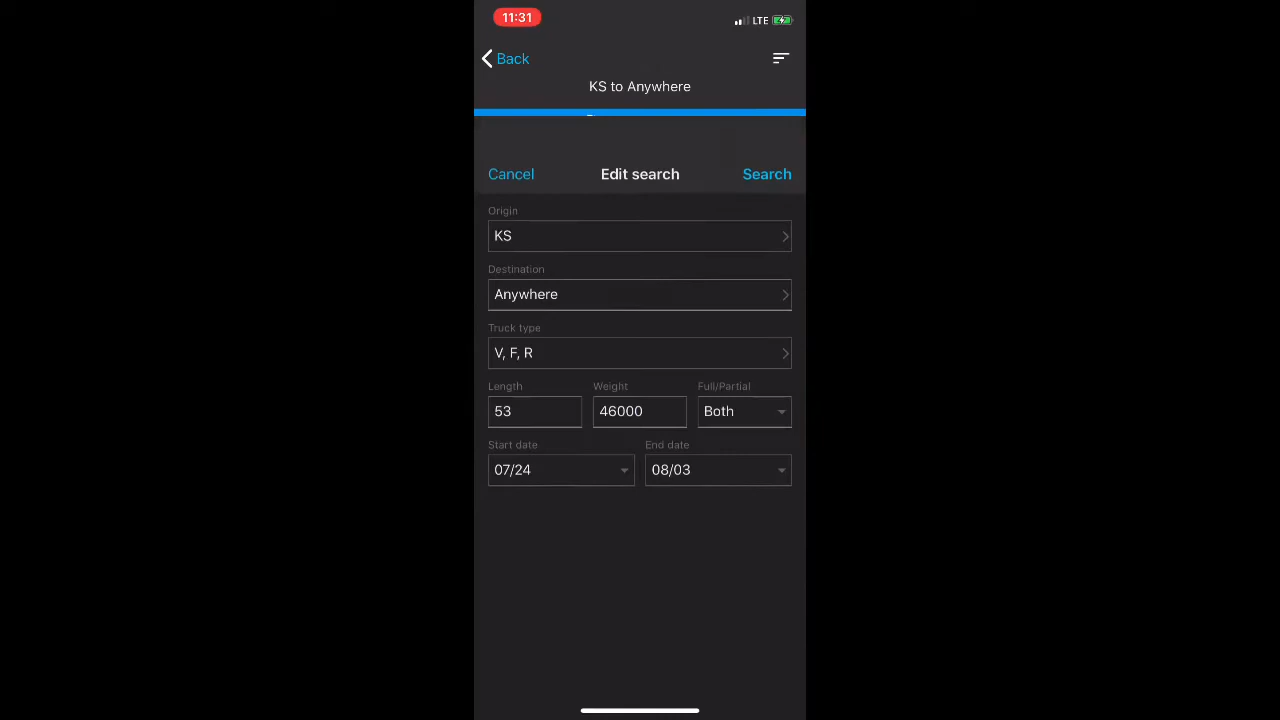 11:31 LTE
Back
KS to Anywhere
Cancel Edit search Search
Origin
KS
Destination
Anywhere
Truck type
V, F, R
Length Weight Full/Partial
53 46000 Both
Start date End date
07/24 08/03